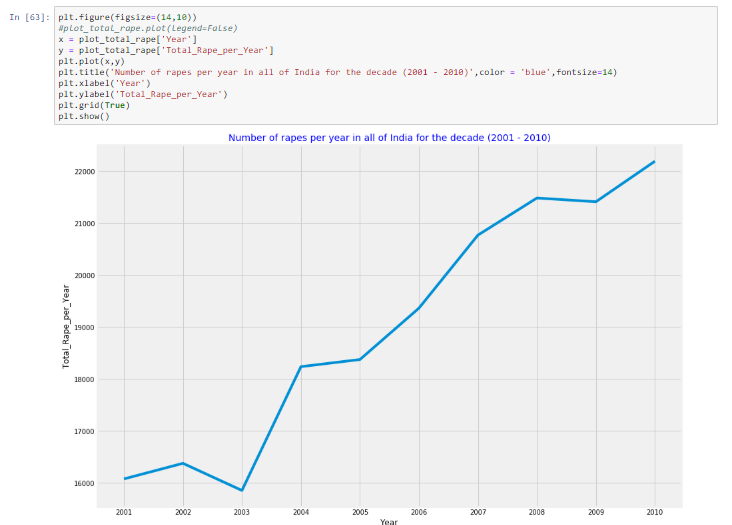 In [63]: plt.figure(figsize=(14,10))
#plot_total_rape.plot(legend=False)
x = plot_total_rape['Year']
y = plot_total_rape['Total_Rape_per_Year']
plt.plot(x,y)
plt.title('Number of rapes per year in all of India for the decade (2001 - 2010)',color = 'blue',fontsize=14)
plt.xlabel('Year')
plt.ylabel('Total_Rape_per_Year')
plt.grid(True)
plt.show()
Number of rapes per year in all of India for the decade (2001 - 2010)
22000
21000
20000
19000
18000
17000
16000
Total_Rape_per_Year
2001 2002 2003 2004 2005 2006 2007 2008 2009 2010
Year